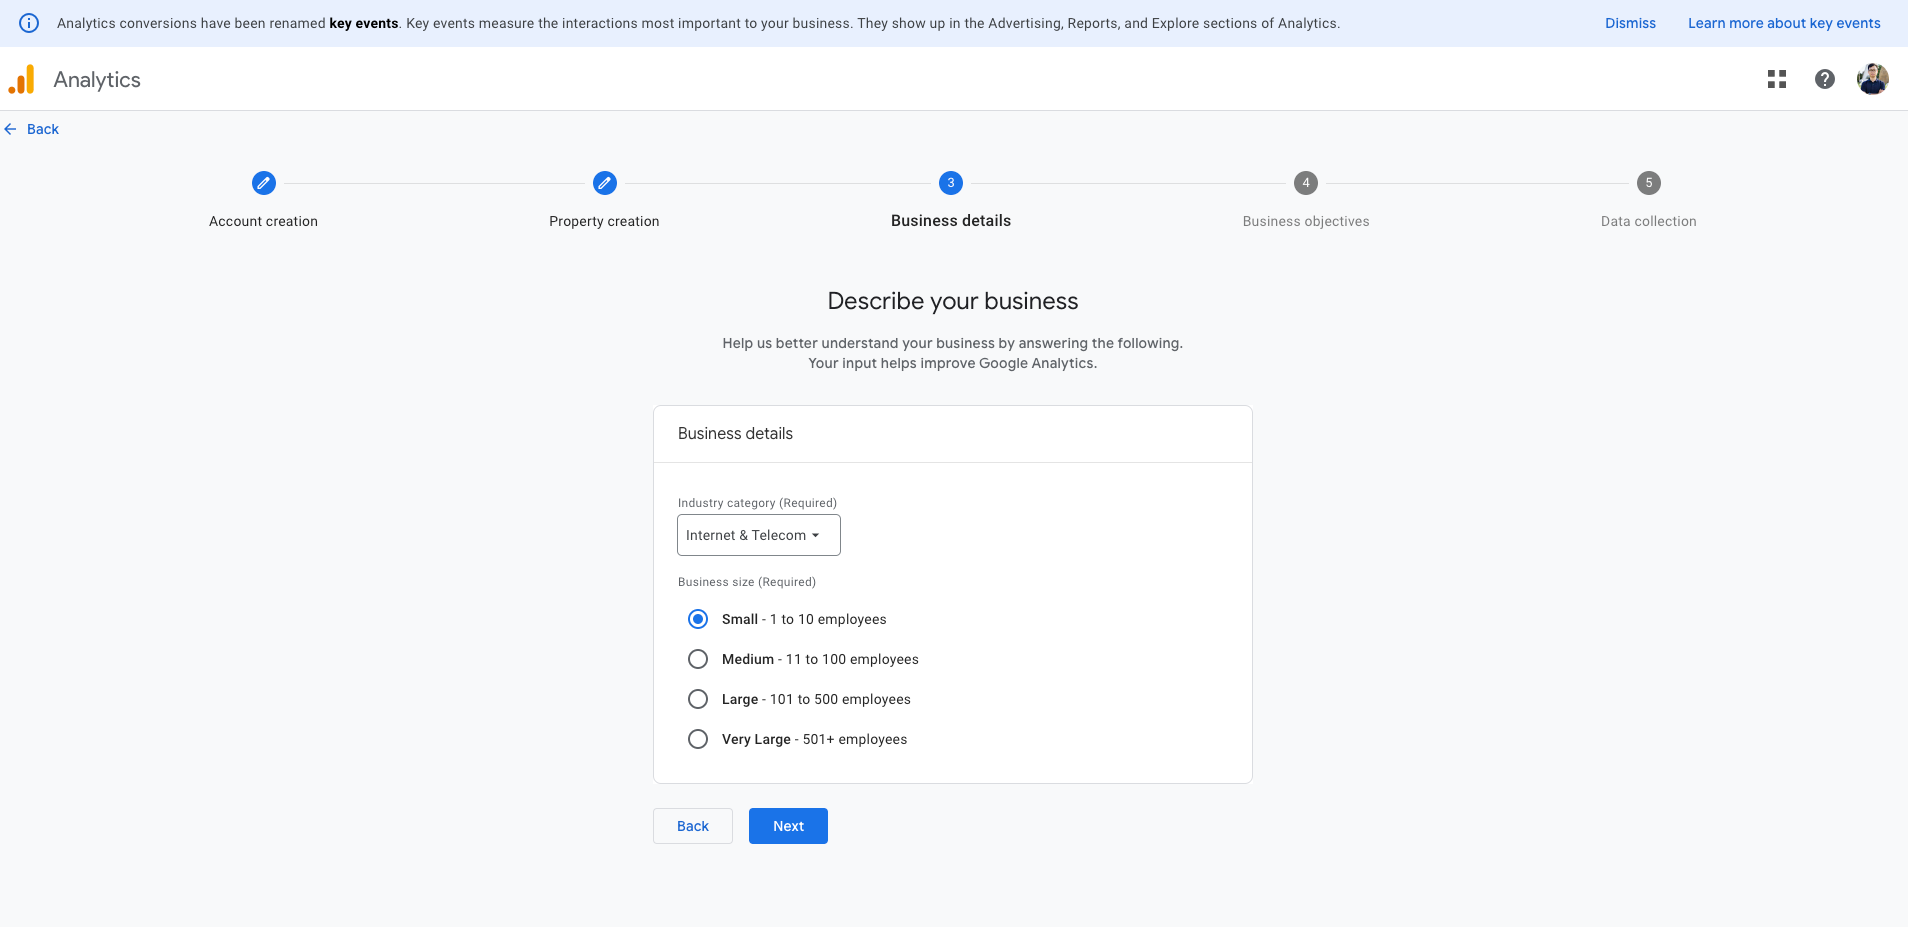 Analytics conversions have been renamed key events. Key events measure the interactions most important to your business. They show up in the Advertising, Reports, and Explore sections of Analytics.
Dismiss
Learn more about key events
Analytics
Back
3
4
5
Account creation
Property creation
Business details
Business objectives
Data collection
Describe your business
Help us better understand your business by answering the following.
Your input helps improve Google Analytics.
Business details
Industry category (Required)
Internet & Telecom
Business size (Required)
Small - 1 to 10 employees
Medium - 11 to 100 employees
Large - 101 to 500 employees
Very Large - 501+ employees
Back
Next